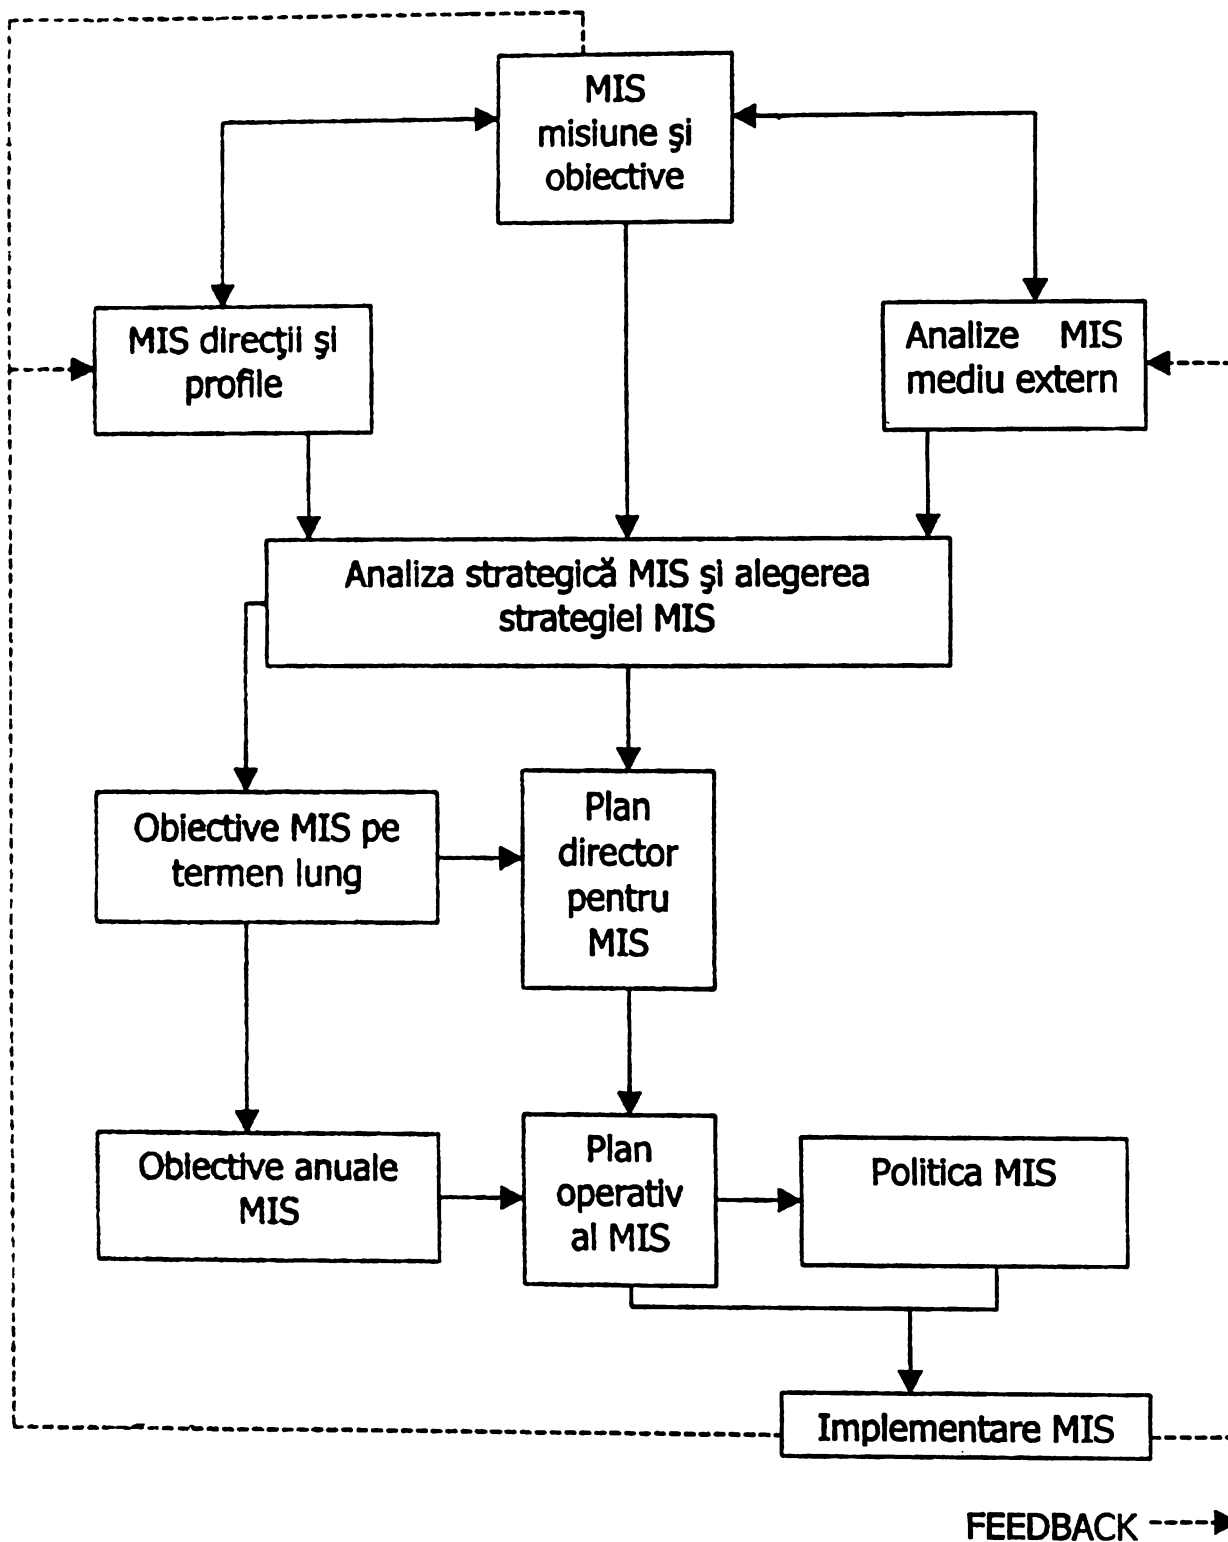 MIS
misiune şi
obiective
MIS direcţii şi
profile
Analize MIS
mediu extern
Analiza strategică MIS şi alegerea
strategiei MIS
Obiective MIS pe
termen lung
Plan
director
pentru
MIS
Obiective anuale
MIS
Plan
operativ
al MIS
Politica MIS
Implementare MIS
FEEDBACK